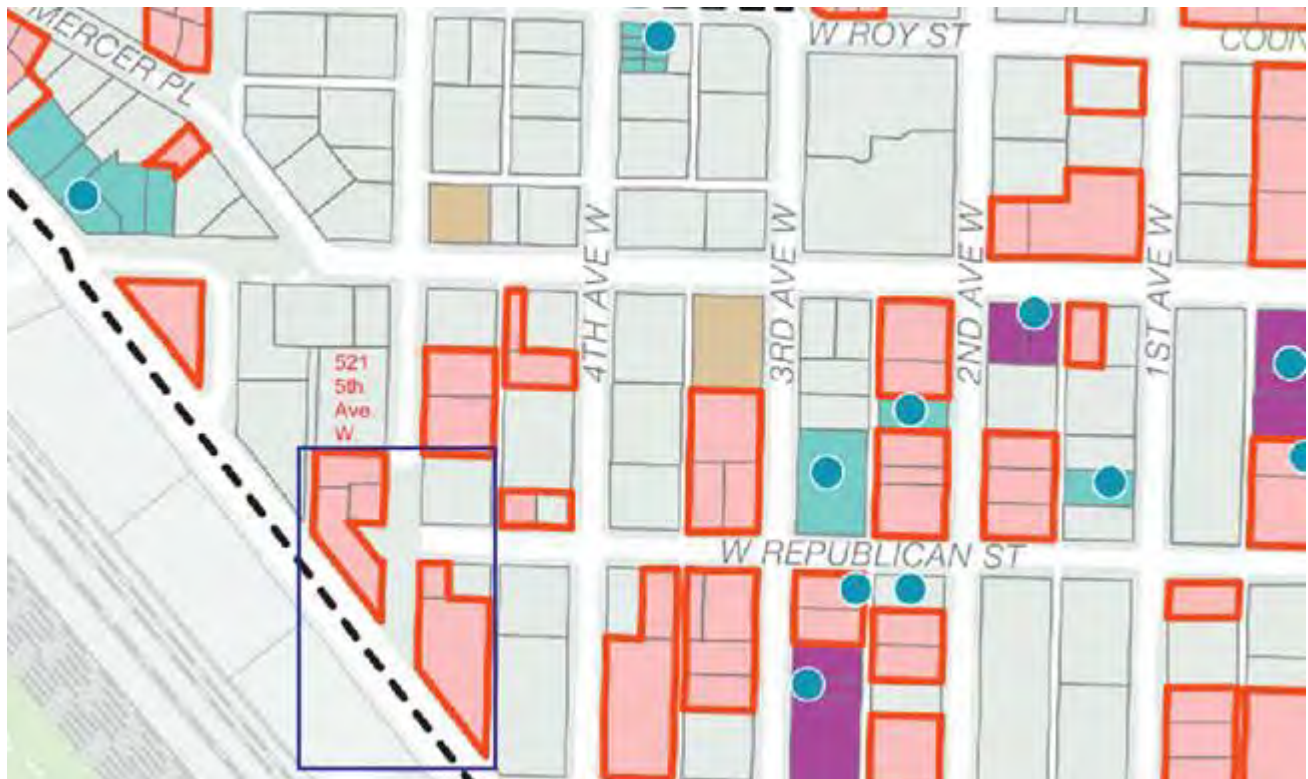 MERCER PL
W ROY ST
COUN
4TH AVE W
3RD AVE W
2ND AVE W
1ST AVE W
521
5th
Ave
W
W REPUBLICAN ST